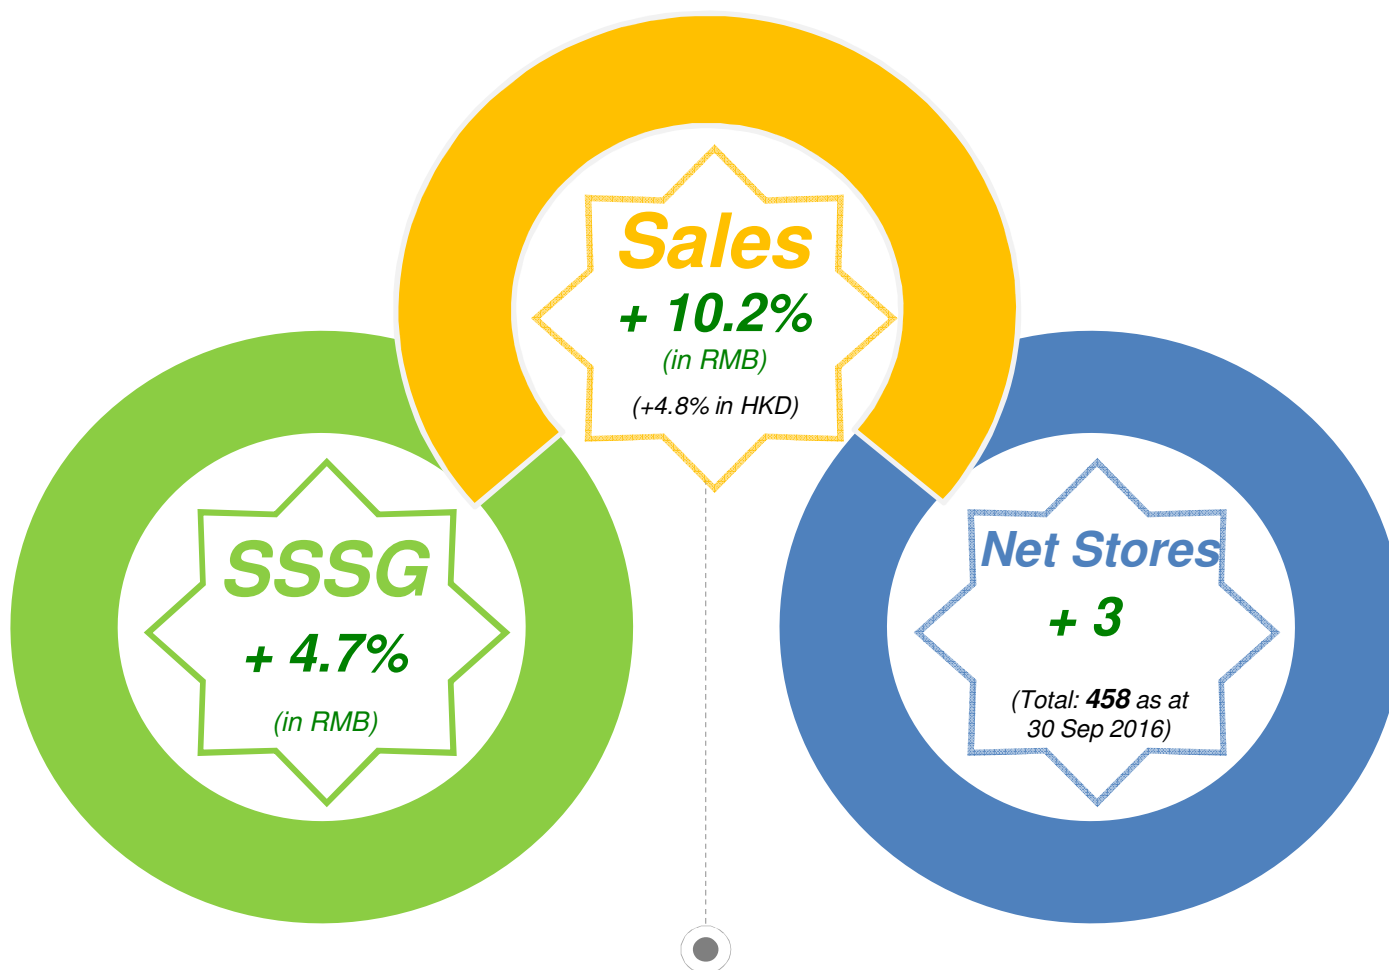 Sales
+ 10.2%
(in RMB)
(+4.8% in HKD)
SSSG
+ 4.7%
(in RMB)
Net Stores
+ 3
(Total: 458 as at
30 Sep 2016)